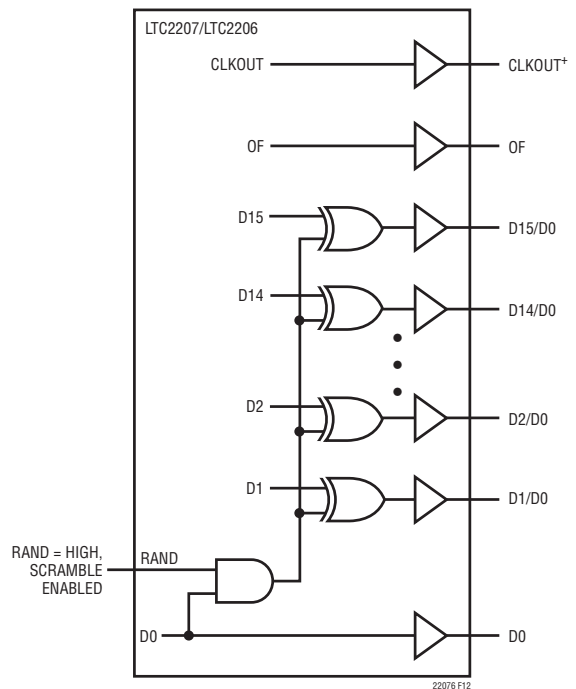 LTC2207/LTC2206
CLKOUT
CLKOUT+
OF
OF
D15
D15/D0
D14
D14/D0
D2
D2/D0
D1
D1/D0
RAND = HIGH,
SCRAMBLE
ENABLED
RAND
D0
D0
22076 F12